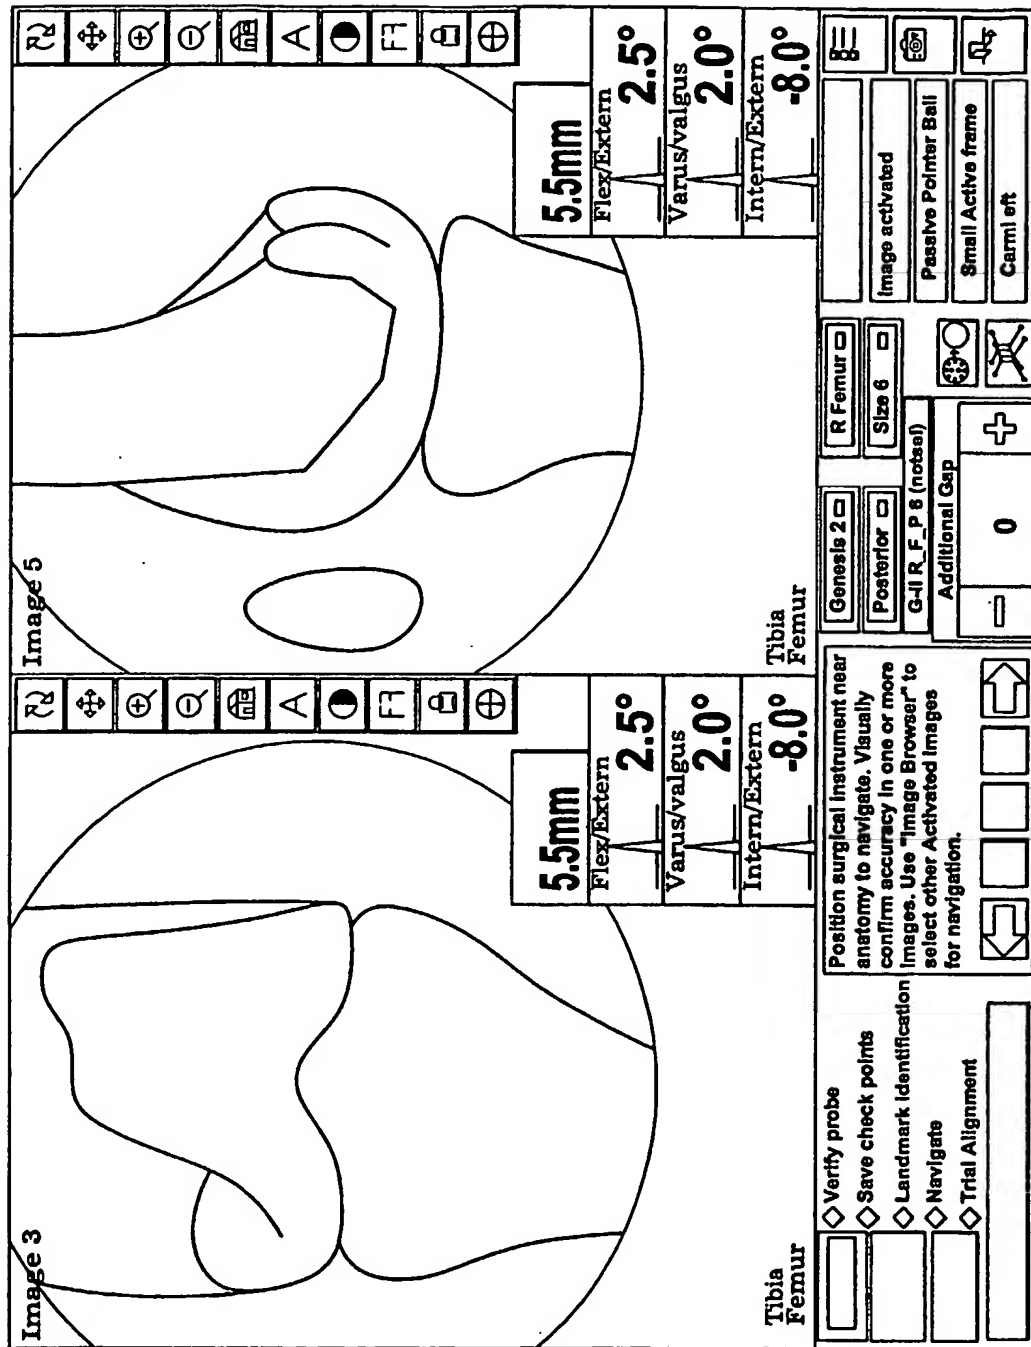 Image 3
Tibia
Femur
A
5.5mm
Flex/Extern
2.5°
Varus/valgus
2.0°
Intern/Extern
-8.0°
Image 5
Tibia
Femur
A
5.5mm
Flex/Extern
2.5°
Varus/valgus
2.0°
Intern/Extern
-8.0°
Verify probe
Save check points
Landmark identification
Navigate
Trial Alignment
Position surgical instrument near
anatomy to navigate. Visually
confirm accuracy in one or more
images. Use "Image Browser" to
select other Activated images
for navigation.
Genesis 2
R Femur
Posterior
Size 6
G-II R_F_P 6 (notsel)
Additional Gap
0
Image activated
Passive Pointer Ball
Small Active frame
Carml eft